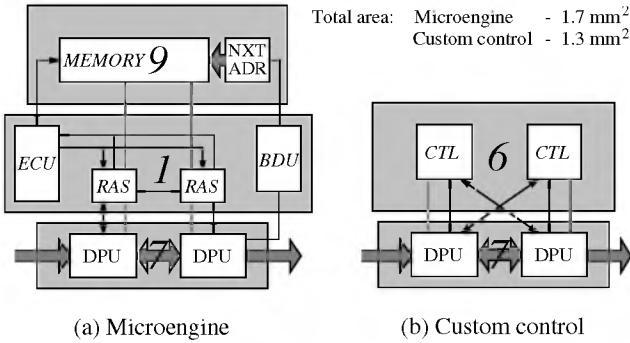 Total area: Microengine - 1.7 mm²
Custom control - 1.3 mm²
MEMORY 9
NXT ADR
ECU
RAS
1
RAS
BDU
DPU
7
DPU
CTL
6
CTL
DPU
7
DPU
(a) Microengine
(b) Custom control